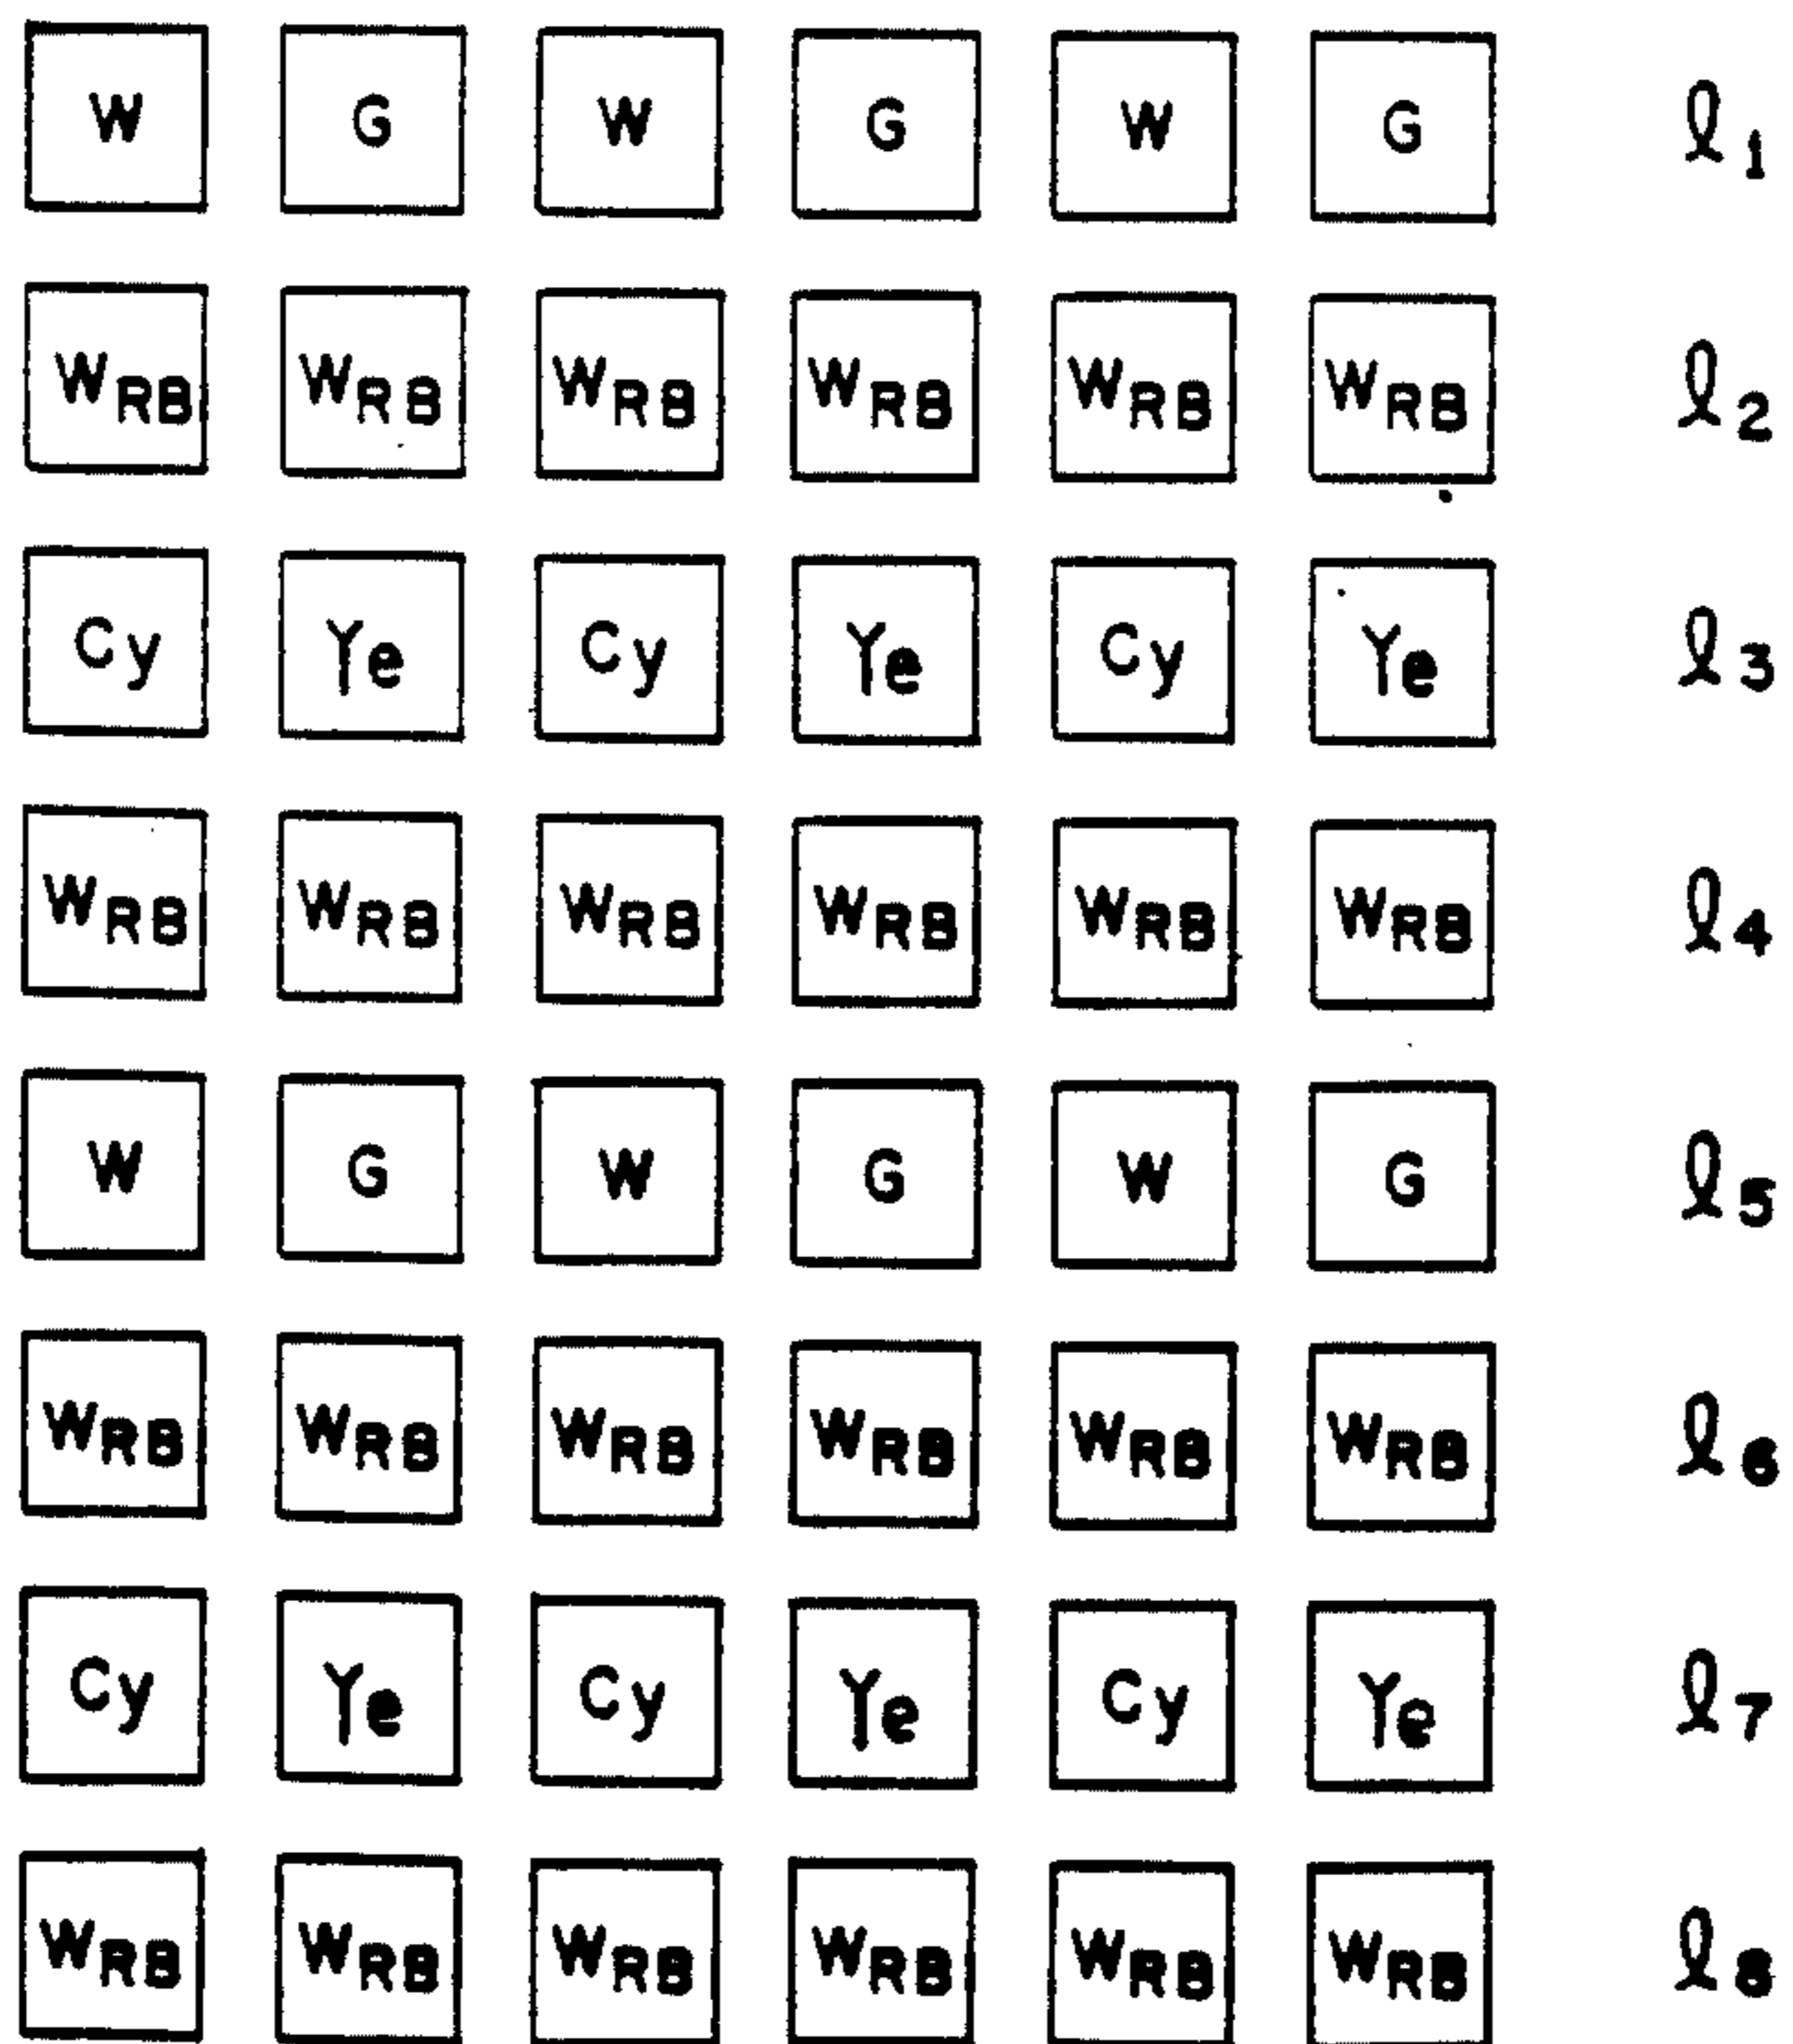 W G W G W G ℓ1
WRB WRB WRB WRB WRB WRB ℓ2
Cy Ye Cy Ye Cy Ye ℓ3
WRB WRB WRB WRB WRB WRB ℓ4
W G W G W G ℓ5
WRB WRB WRB WRB WRB WRB ℓ6
Cy Ye Cy Ye Cy Ye ℓ7
WRB WRB WRB WRB WRB WRB ℓ8